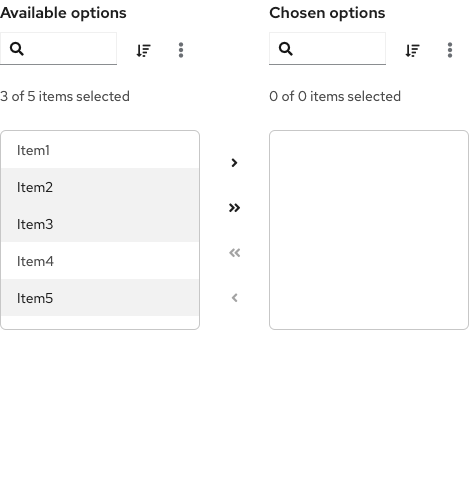 Available options
3 of 5 items selected
Item1
Item2
Item3
Item4
Item5
Chosen options
0 of 0 items selected